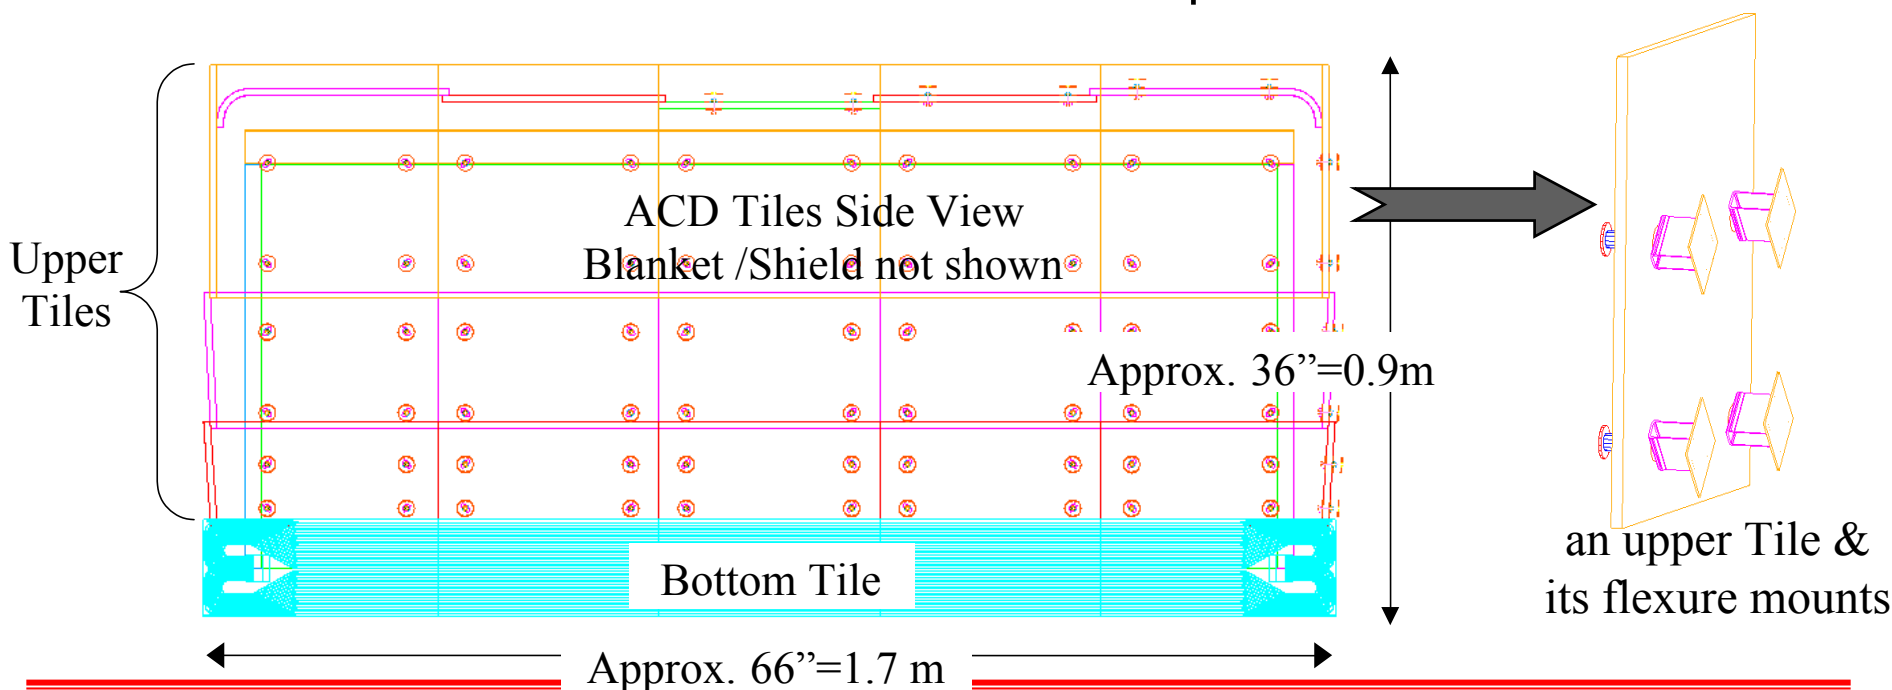 ACD Tiles Side View
Blanket /Shield not shown
Upper
Tiles
Approx. 36”=0.9m
Bottom Tile
Approx. 66”=1.7 m
an upper Tile &
its flexure mounts